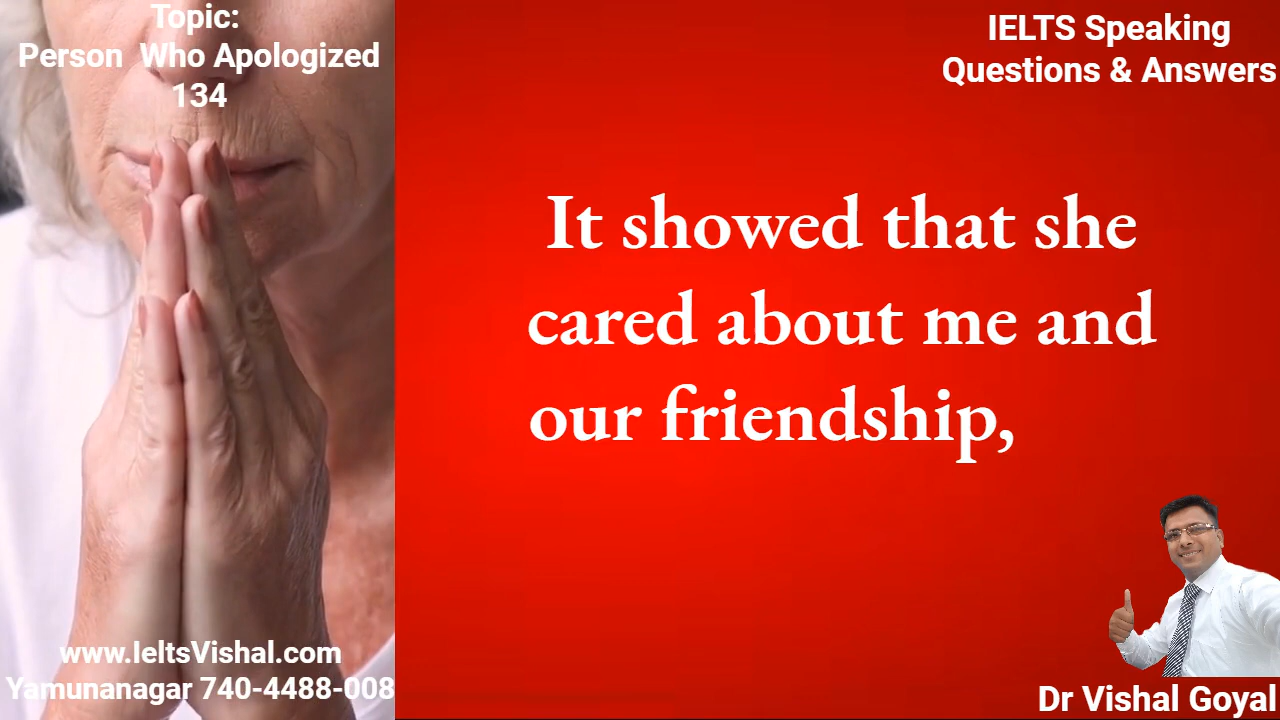 Topic:
Person Who Apologized
134
IELTS Speaking
Questions & Answers
It showed that she
cared about me and
our friendship,
www.IeltsVishal.com
Yamunanagar 740-4488-008
Dr Vishal Goyal